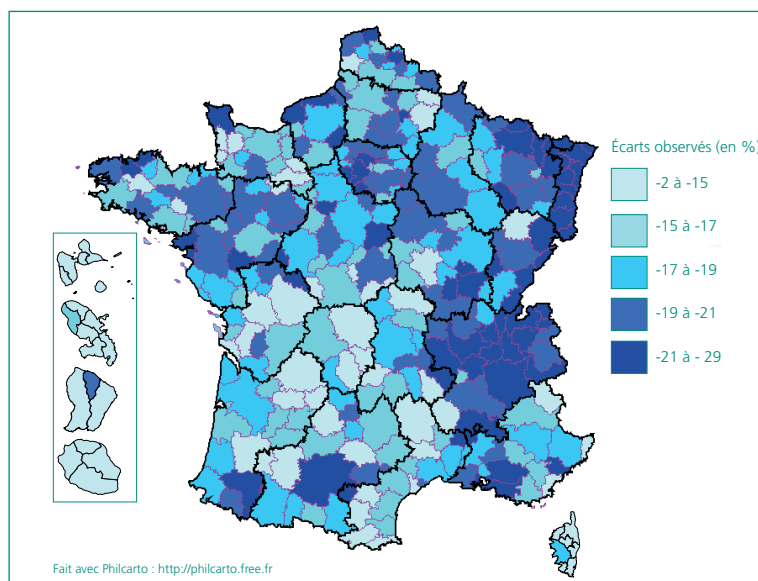 Écarts observés (en %)
-2 à -15
-15 à -17
-17 à -19
-19 à -21
-21 à - 29
Fait avec Philcarto : http://philcarto.free.fr